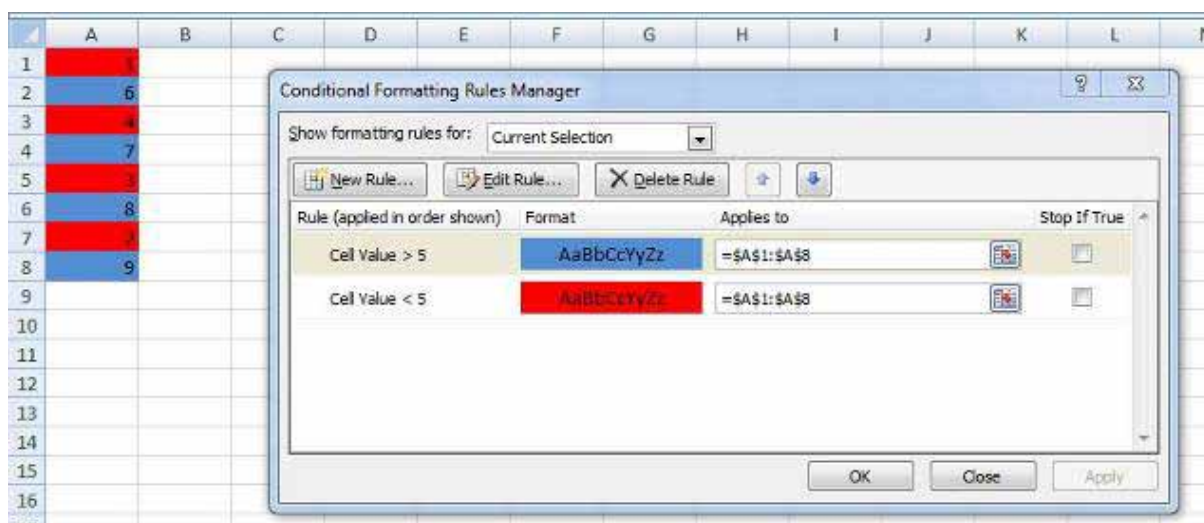 A B C D E F G H I J K L
1
2 6
3 4
4 7
5 3
6 8
7
8 9
9
10
11
12
13
14
15
16
Conditional Formatting Rules Manager
Show formatting rules for: Current Selection
New Rule... Edit Rule... Delete Rule
Rule (applied in order shown) Format Applies to Stop If True
Cell Value > 5 AaBbCcYyZz =$A$1:$A$8
Cell Value < 5 AaBbCcYyZz =$A$1:$A$8
OK Close Apply